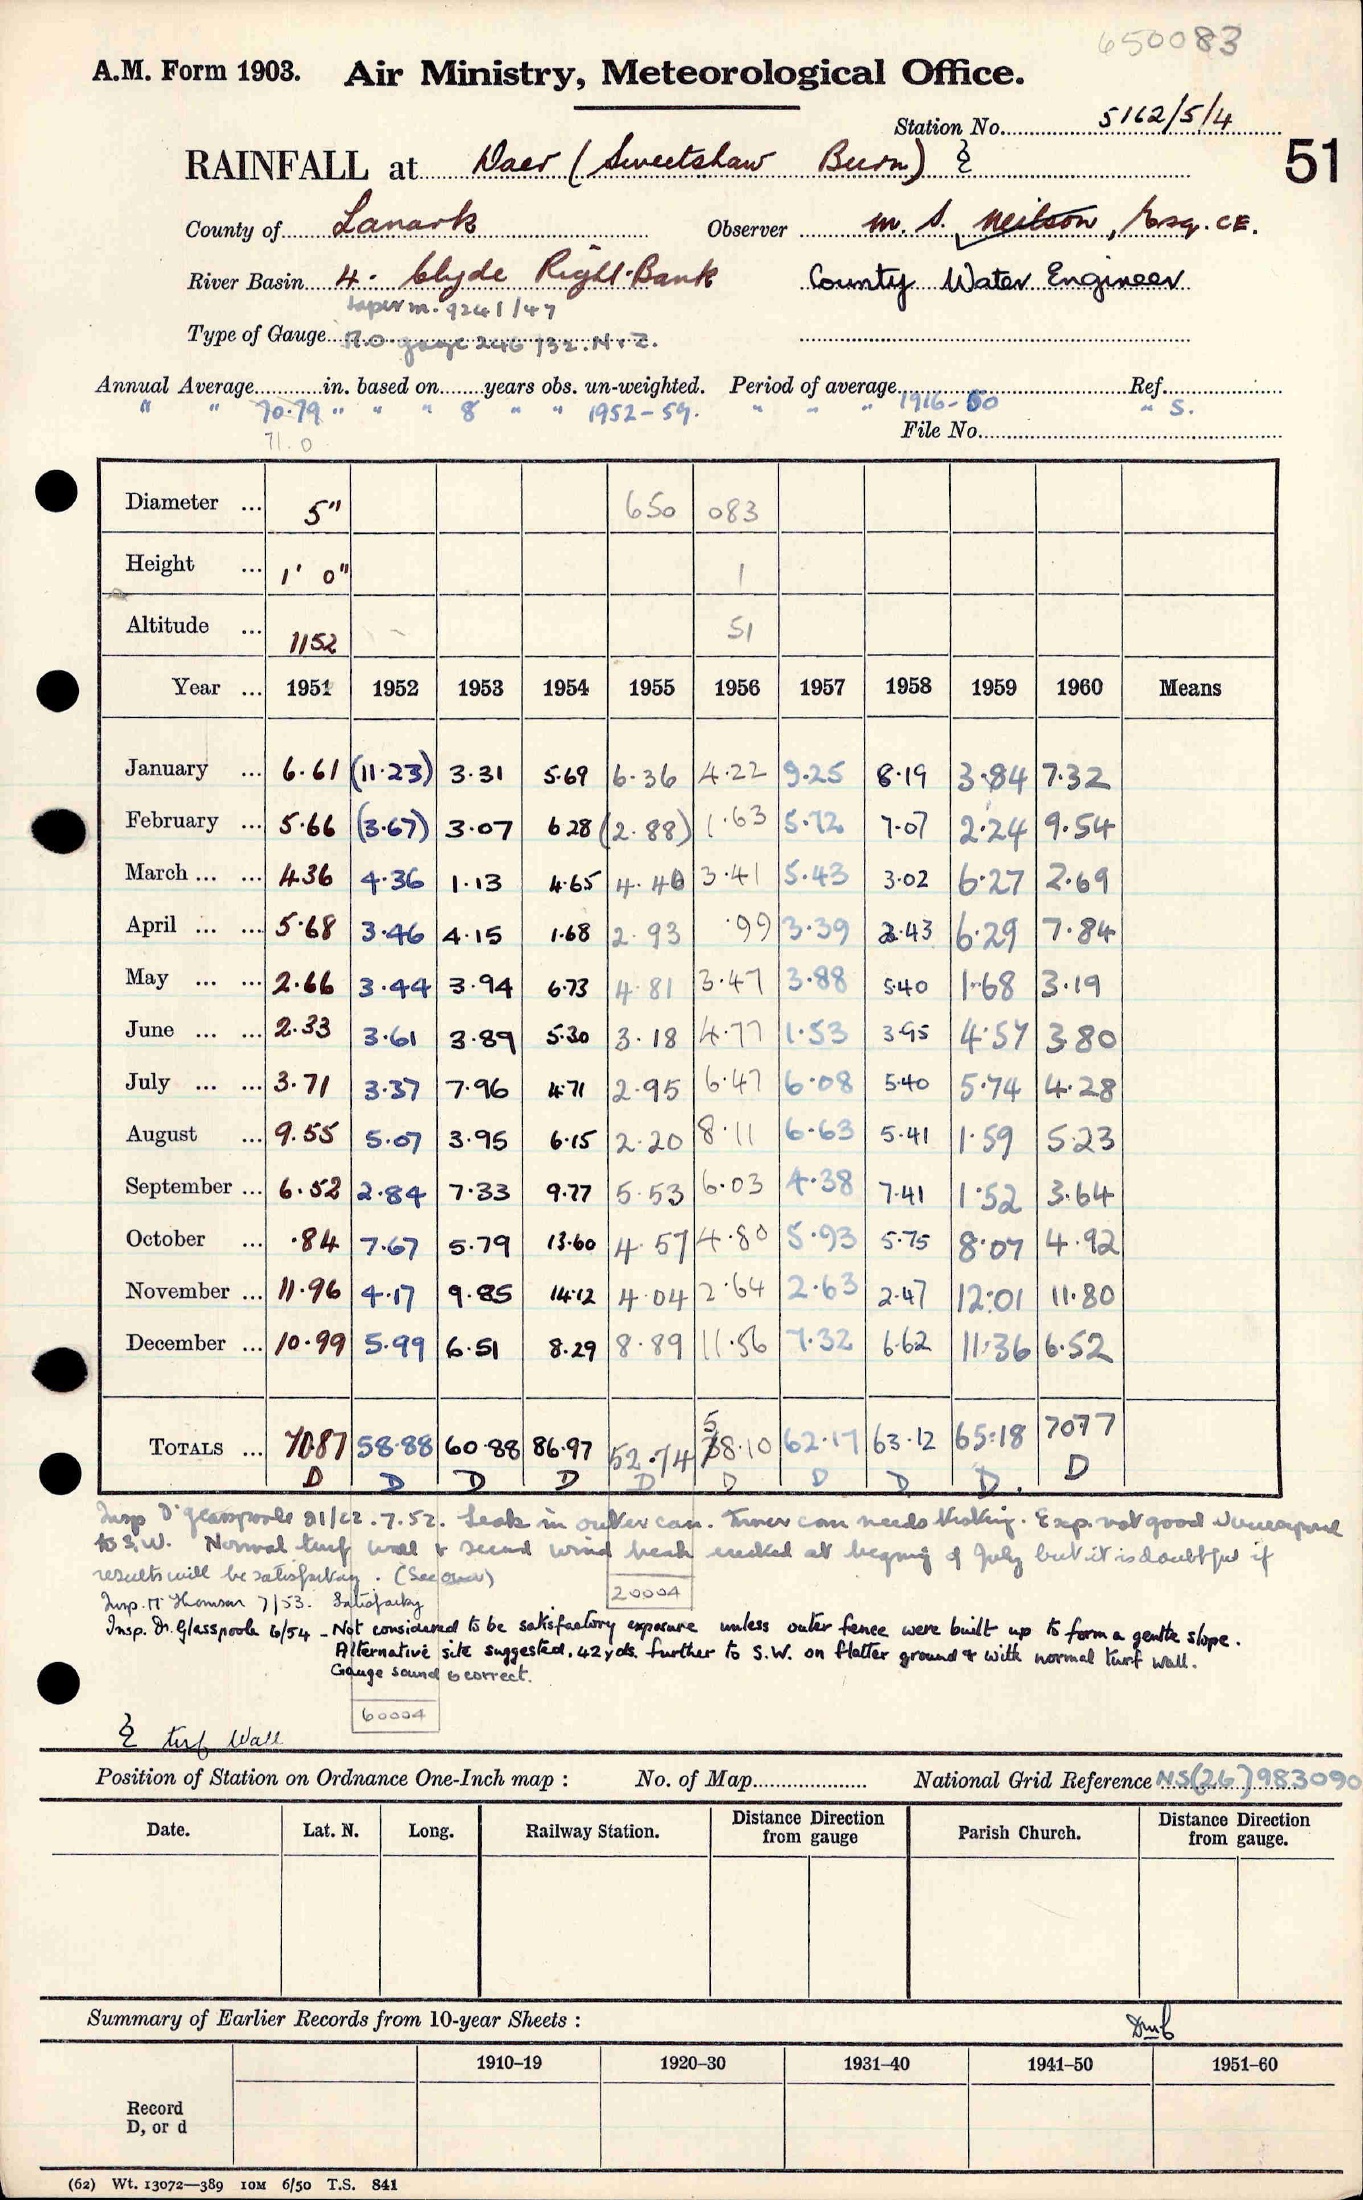 650083
A.M. Form 1903. Air Ministry, Meteorological Office.
Station No. 5162/5/4
RAINFALL at Daer (Sweetshaw Burn) ξ
51
County of Lanark Observer M. S. Neilson, Esq. CE.
River Basin 4. Clyde Right Bank County Water Engineer
9241/47
Type of Gauge M.O. gauge 246/32. N.Z.
Annual Average in. based on years obs. un-weighted. Period of average Ref.
" " 70.79 " " " 8 " " 1952-59. " " " 1916-50 " S.
71.0
File No.
Diameter ... 5" 650 083
Height ... 1' 0" 1
Altitude ... 1152 51
Year ... 1951 1952 1953 1954 1955 1956 1957 1958 1959 1960 Means
January ... 6.61 (11.23) 3.31 5.69 6.36 4.22 9.25 8.19 3.84 7.32
February ... 5.66 (3.67) 3.07 6.28 (2.88) 1.63 5.72 7.07 2.24 9.54
March ... ... 4.36 4.36 1.13 4.65 4.40 3.41 5.43 3.02 6.27 2.69
April ... ... 5.68 3.46 4.15 1.68 2.93 .99 3.39 2.43 6.29 7.84
May ... ... 2.66 3.44 3.94 6.73 4.81 3.47 3.88 5.40 1.68 3.19
June ... ... 2.33 3.61 3.89 5.30 3.18 4.77 1.53 3.95 4.57 3.80
July ... ... 3.71 3.37 7.96 4.71 2.95 6.47 6.08 5.40 5.74 4.28
August ... 9.55 5.07 3.95 6.15 2.20 8.11 6.63 5.41 1.59 5.23
September ... 6.52 2.84 7.33 9.77 5.53 6.03 4.38 7.41 1.52 3.64
October ... .84 7.67 5.79 13.60 4.57 4.80 5.93 5.75 8.07 4.92
November ... 11.96 4.17 9.85 14.12 4.04 2.64 2.63 2.47 12.01 11.80
December ... 10.99 5.99 6.51 8.29 8.89 11.56 7.32 6.62 11.36 6.52
TOTALS ... 70.87 58.88 60.88 86.97 52.74 58.10 62.17 63.12 65.18 70.77
D D D D D D D D D. D
Insp Dr Glasspoole 21/22.7.52. Leak in outer can. Inner can needs Exp. not good
to S.W. Normal turf wall & second wind break erected at beging of July but it is doubtful if
results will be satisfactory. (See over)
20004
Insp. Mr Thomson 7/53. Satisfactory
Insp. Dr. Glasspoole 6/54 - Not considered to be satisfactory exposure unless outer fence were built up to form a gentle slope.
Alternative site suggested, 42 yds. further to S.W. on flatter ground & with normal turf wall.
Gauge sound & correct.
60004
ξ turf wall
Position of Station on Ordnance One-Inch map : No. of Map National Grid Reference NS(26)983090
Date. Lat. N. Long. Railway Station. Distance Direction from gauge Parish Church. Distance Direction from gauge.
Summary of Earlier Records from 10-year Sheets :
1910–19 1920–30 1931–40 1941–50 1951–60
Record
D, or d
(62) Wt. 13072—389 10M 6/50 T.S. 841